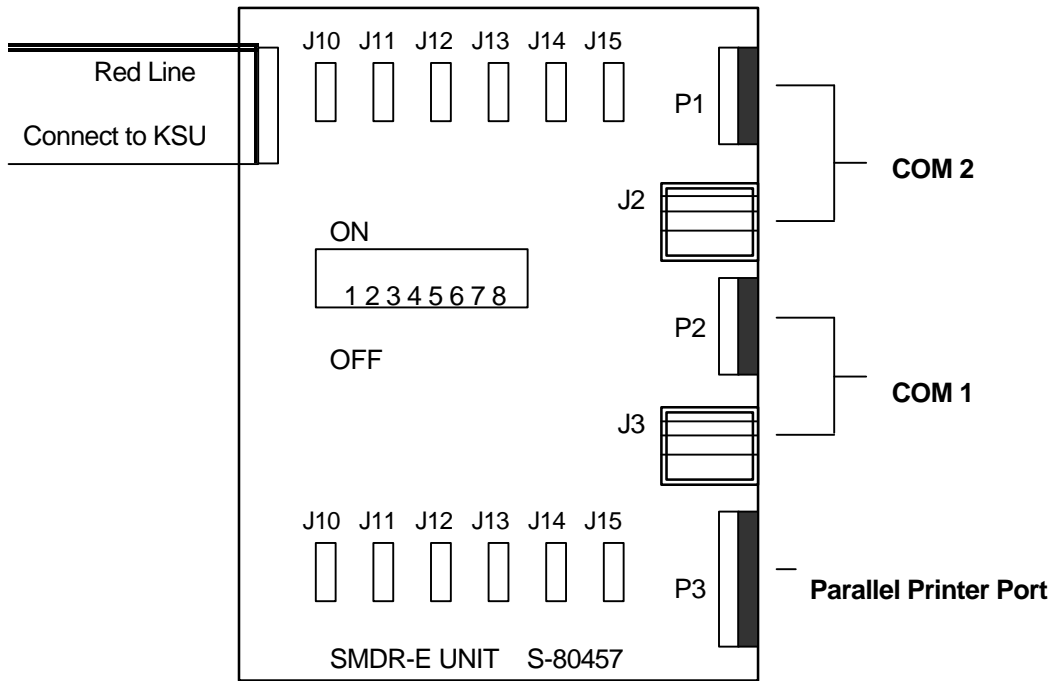 J10 J11 J12 J13 J14 J15
Red Line
P1
Connect to KSU
COM 2
J2
ON
1 2 3 4 5 6 7 8
P2
OFF
COM 1
J3
J10 J11 J12 J13 J14 J15
P3
Parallel Printer Port
SMDR-E UNIT S-80457